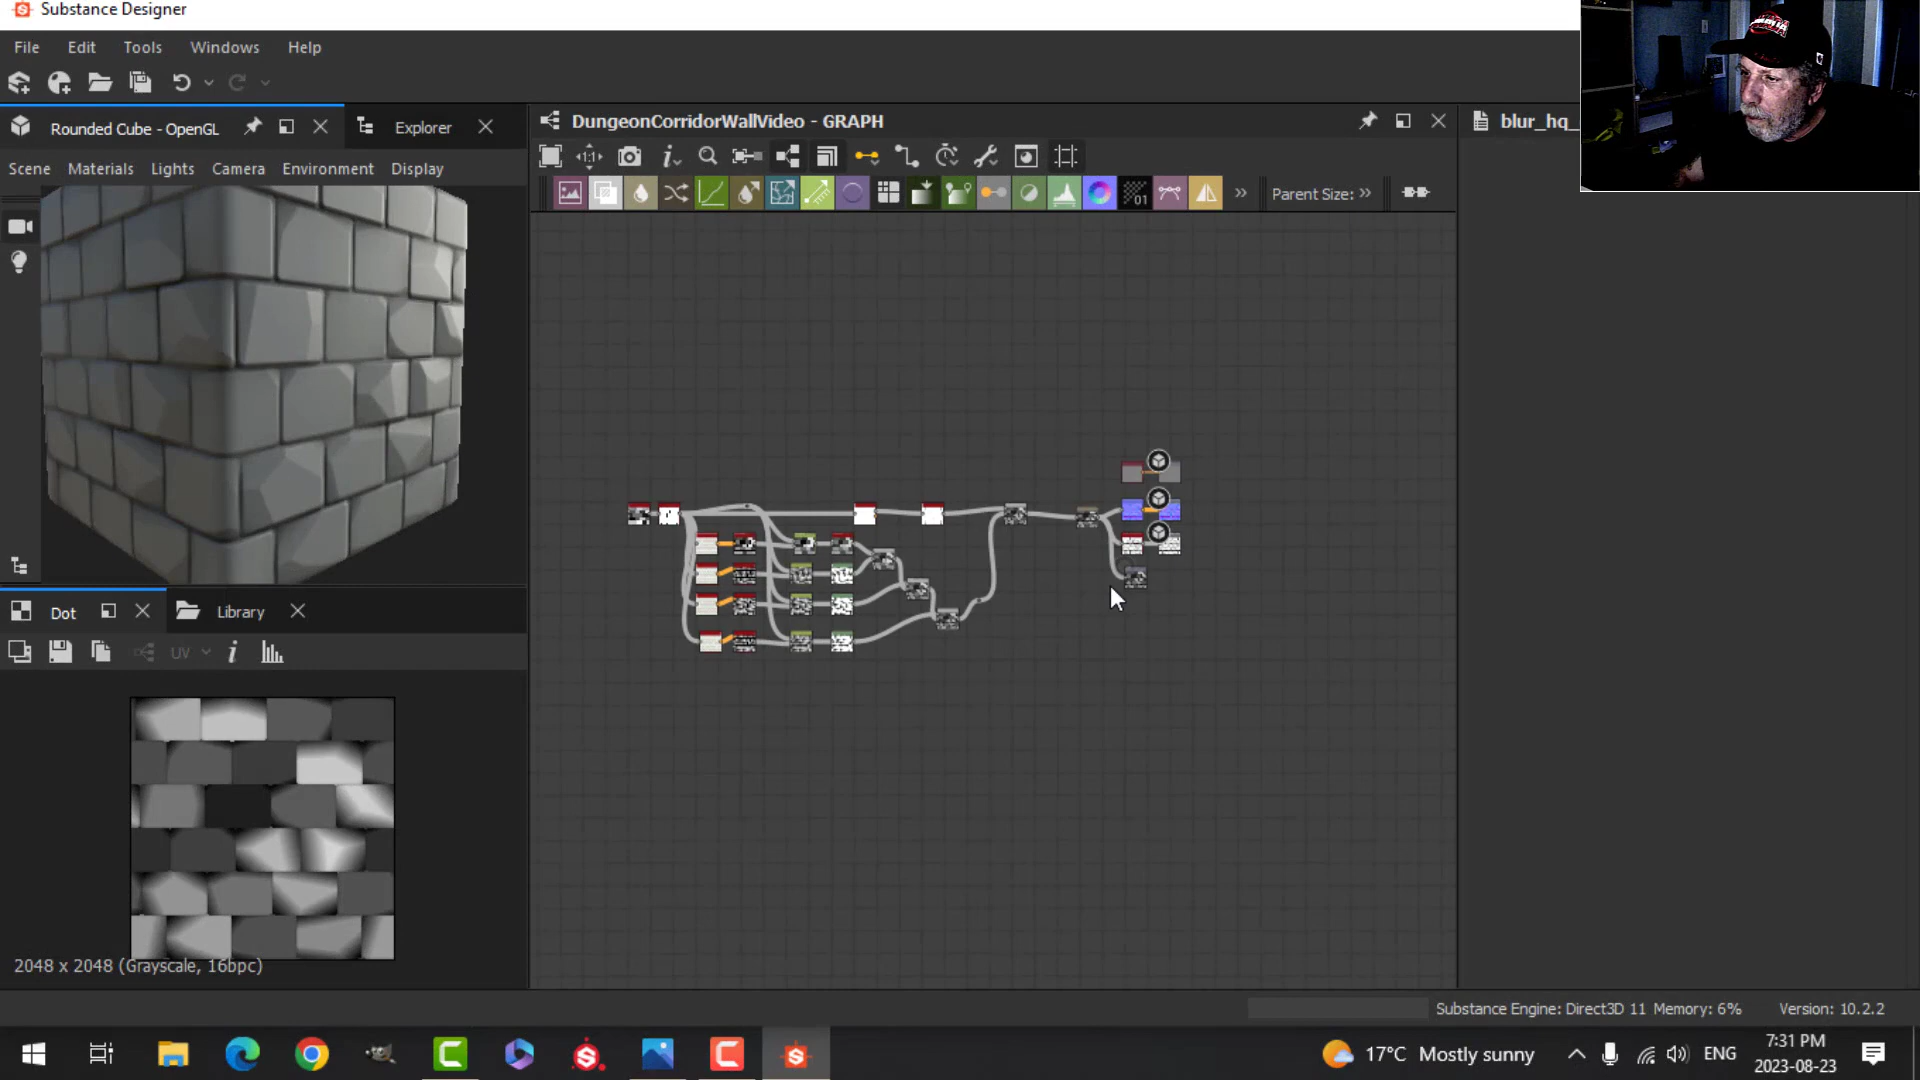 Substance Designer
File Edit Tools Windows Help
Rounded Cube - OpenGL Explorer
DungeonCorridorWallVideo - GRAPH
blur_hq_
Scene Materials Lights Camera Environment Display
01
Parent Size: »
Dot Library
UV
2048 x 2048 (Grayscale, 16bpc)
Substance Engine: Direct3D 11 Memory: 6% Version: 10.2.2
17°C Mostly sunny
ENG
7:31 PM
2023-08-23